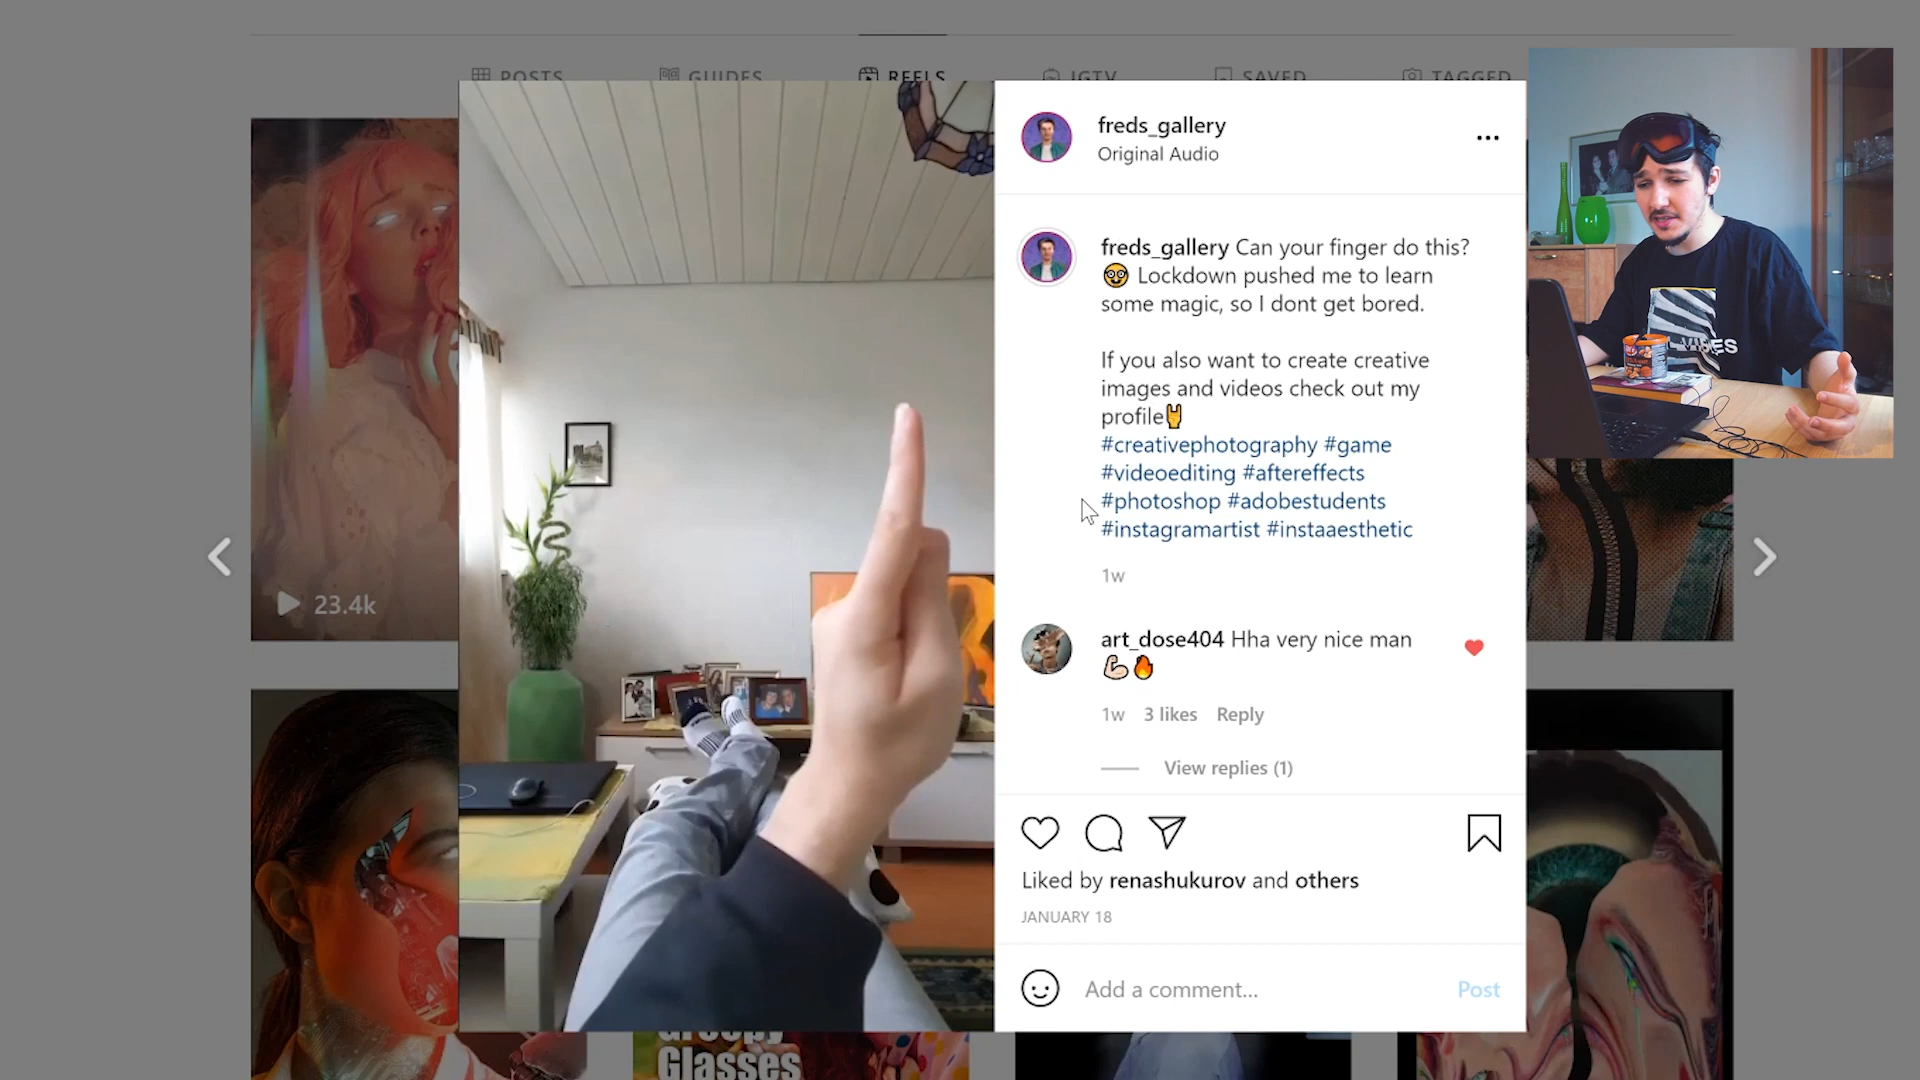 POSTS
GUIDES
REELS
IGTV
SAVED
TAGGED
freds_gallery
Original Audio
freds_gallery Can your finger do this?
🤓 Lockdown pushed me to learn
some magic, so I dont get bored.
If you also want to create creative
images and videos check out my
profile🤘
#creativephotography #game
#videoediting #aftereffects
#photoshop #adobestudents
#instagramartist #instaaesthetic
1w
art_dose404 Hha very nice man
💪🏻🔥
1w 3 likes Reply
View replies (1)
Liked by renashukurov and others
JANUARY 18
Add a comment...
Post
23.4k
Glasses